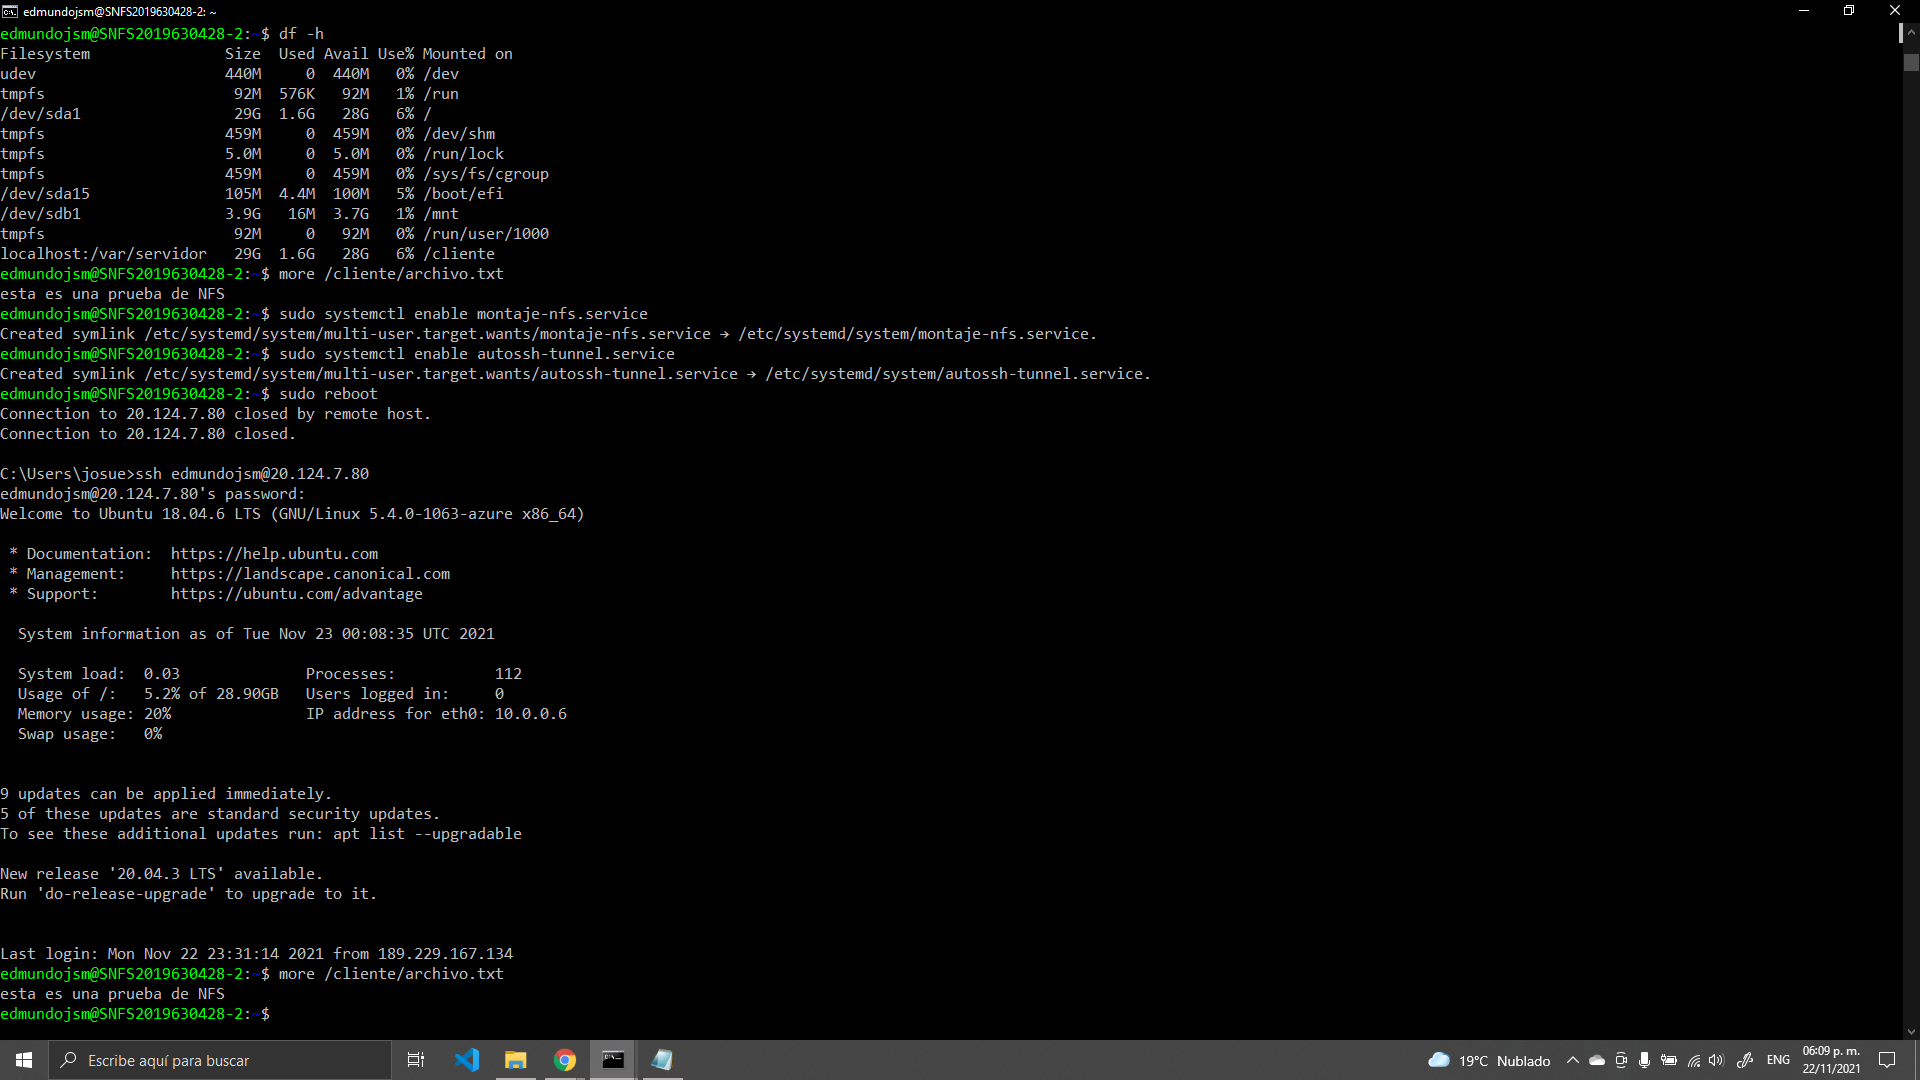 edmundojsm@SNFS2019630428-2: ~
edmundojsm@SNFS2019630428-2:~$ df -h
Filesystem               Size  Used Avail Use% Mounted on
udev                     440M     0  440M   0% /dev
tmpfs                     92M  576K   92M   1% /run
/dev/sda1                 29G  1.6G   28G   6% /
tmpfs                    459M     0  459M   0% /dev/shm
tmpfs                    5.0M     0  5.0M   0% /run/lock
tmpfs                    459M     0  459M   0% /sys/fs/cgroup
/dev/sda15               105M  4.4M  100M   5% /boot/efi
/dev/sdb1                3.9G   16M  3.7G   1% /mnt
tmpfs                     92M     0   92M   0% /run/user/1000
localhost:/var/servidor   29G  1.6G   28G   6% /cliente
edmundojsm@SNFS2019630428-2:~$ more /cliente/archivo.txt
esta es una prueba de NFS
edmundojsm@SNFS2019630428-2:~$ sudo systemctl enable montaje-nfs.service
Created symlink /etc/systemd/system/multi-user.target.wants/montaje-nfs.service → /etc/systemd/system/montaje-nfs.service.
edmundojsm@SNFS2019630428-2:~$ sudo systemctl enable autossh-tunnel.service
Created symlink /etc/systemd/system/multi-user.target.wants/autossh-tunnel.service → /etc/systemd/system/autossh-tunnel.service.
edmundojsm@SNFS2019630428-2:~$ sudo reboot
Connection to 20.124.7.80 closed by remote host.
Connection to 20.124.7.80 closed.
C:\Users\josue>ssh edmundojsm@20.124.7.80
edmundojsm@20.124.7.80's password:
Welcome to Ubuntu 18.04.6 LTS (GNU/Linux 5.4.0-1063-azure x86_64)
* Documentation:  https://help.ubuntu.com
* Management:     https://landscape.canonical.com
* Support:        https://ubuntu.com/advantage
System information as of Tue Nov 23 00:08:35 UTC 2021
System load:  0.03              Processes:           112
Usage of /:   5.2% of 28.90GB   Users logged in:     0
Memory usage: 20%               IP address for eth0: 10.0.0.6
Swap usage:   0%
9 updates can be applied immediately.
5 of these updates are standard security updates.
To see these additional updates run: apt list --upgradable
New release '20.04.3 LTS' available.
Run 'do-release-upgrade' to upgrade to it.
Last login: Mon Nov 22 23:31:14 2021 from 189.229.167.134
edmundojsm@SNFS2019630428-2:~$ more /cliente/archivo.txt
esta es una prueba de NFS
edmundojsm@SNFS2019630428-2:~$
Escribe aquí para buscar
19°C Nublado
ENG
06:09 p. m.
22/11/2021